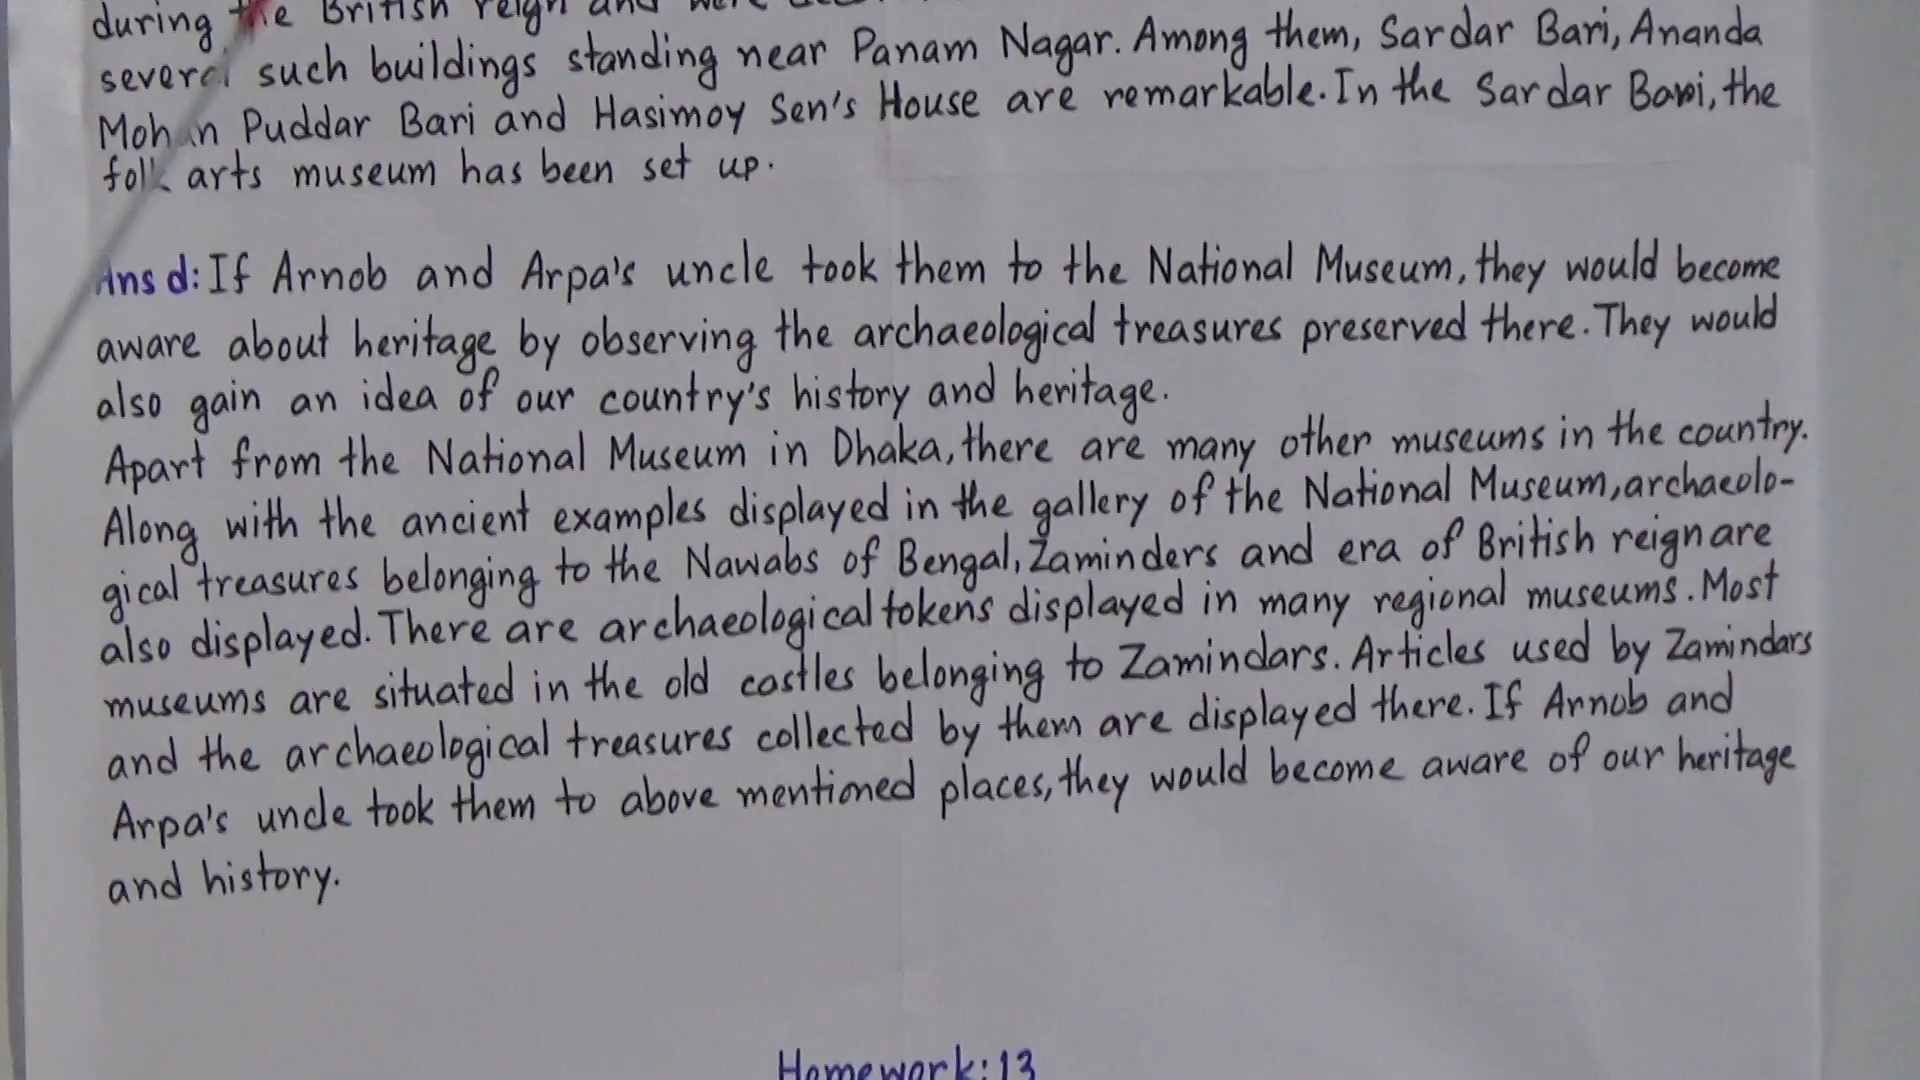 during the British reign and were
several such buildings standing near Panam Nagar. Among them, Sardar Bari, Ananda
Mohan Puddar Bari and Hasimoy Sen's House are remarkable. In the Sardar Bari, the
folk arts museum has been set up.
Ans d: If Arnob and Arpa's uncle took them to the National Museum, they would become
aware about heritage by observing the archaeological treasures preserved there. They would
also gain an idea of our country's history and heritage.
Apart from the National Museum in Dhaka, there are many other museums in the country.
Along with the ancient examples displayed in the gallery of the National Museum, archaeolo-
gical treasures belonging to the Nawabs of Bengal, Zaminders and era of British reign are
also displayed. There are archaeological tokens displayed in many regional museums. Most
museums are situated in the old castles belonging to Zamindars. Articles used by Zamindars
and the archaeological treasures collected by them are displayed there. If Arnob and
Arpa's uncle took them to above mentioned places, they would become aware of our heritage
and history.
Homework: 13